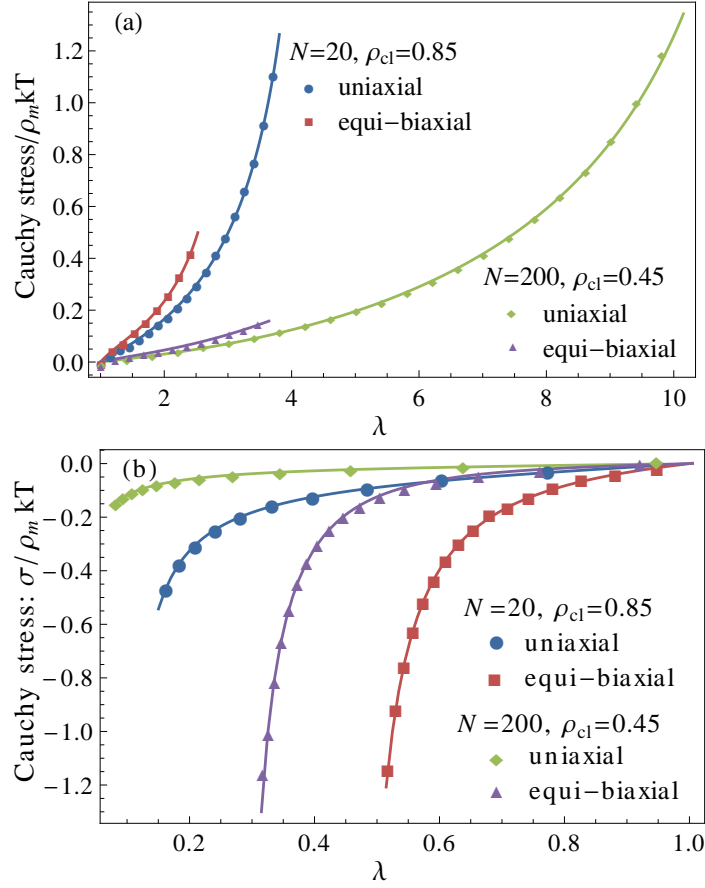 (a)
N=20, ρcl=0.85
uniaxial
equi−biaxial
N=200, ρcl=0.45
uniaxial
equi−biaxial
Cauchy stress/ρmkT
1.2
1.0
0.8
0.6
0.4
0.2
0.0
2 4 6 8 10
λ
(b)
N=20, ρcl=0.85
uniaxial
equi−biaxial
N=200, ρcl=0.45
uniaxial
equi−biaxial
Cauchy stress: σ/ρm kT
0.0
−0.2
−0.4
−0.6
−0.8
−1.0
−1.2
0.2 0.4 0.6 0.8 1.0
λ